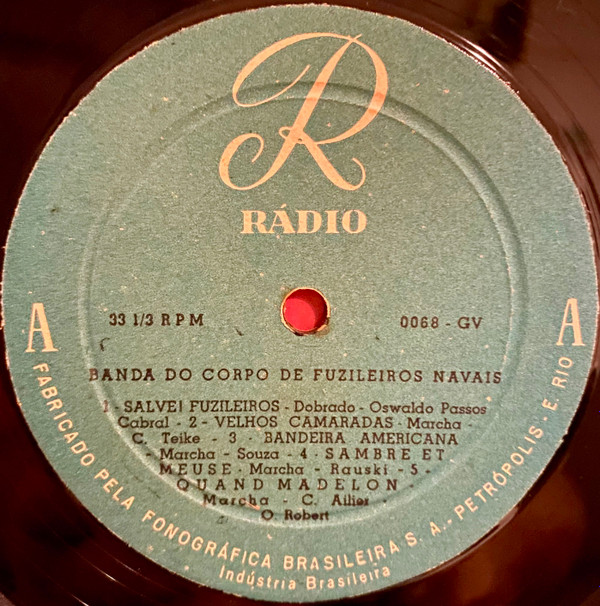 R
RÁDIO
33 1/3 RPM
0068 - GV
A
A
BANDA DO CORPO DE FUZILEIROS NAVAIS
1 - SALVE! FUZILEIROS - Dobrado - Oswaldo Passos
Cabral - 2 - VELHOS CAMARADAS - Marcha -
C. Teike - 3 - BANDEIRA AMERICANA
- Marcha - Souza - 4 - SAMBRE ET
MEUSE - Marcha - Rauski - 5 -
QUAND MADELON -
Marcha - C. Ailier -
O. Robert
FABRICADO PELA FONOGRÁFICA BRASILEIRA S. A. - PETRÓPOLIS - E. RIO
Indústria Brasileira